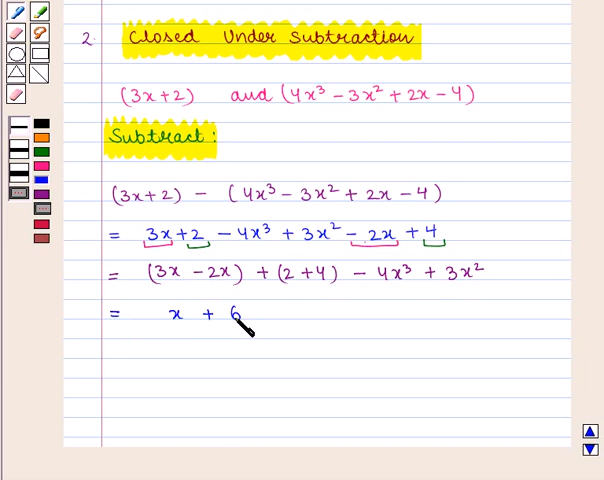 2. Closed Under Subtraction
(3x+2) and (4x³ − 3x² + 2x − 4)
Subtract:
(3x+2) − (4x³ − 3x² + 2x − 4)
= 3x + 2 − 4x³ + 3x² − 2x + 4
= (3x − 2x) + (2 + 4) − 4x³ + 3x²
= x + 6